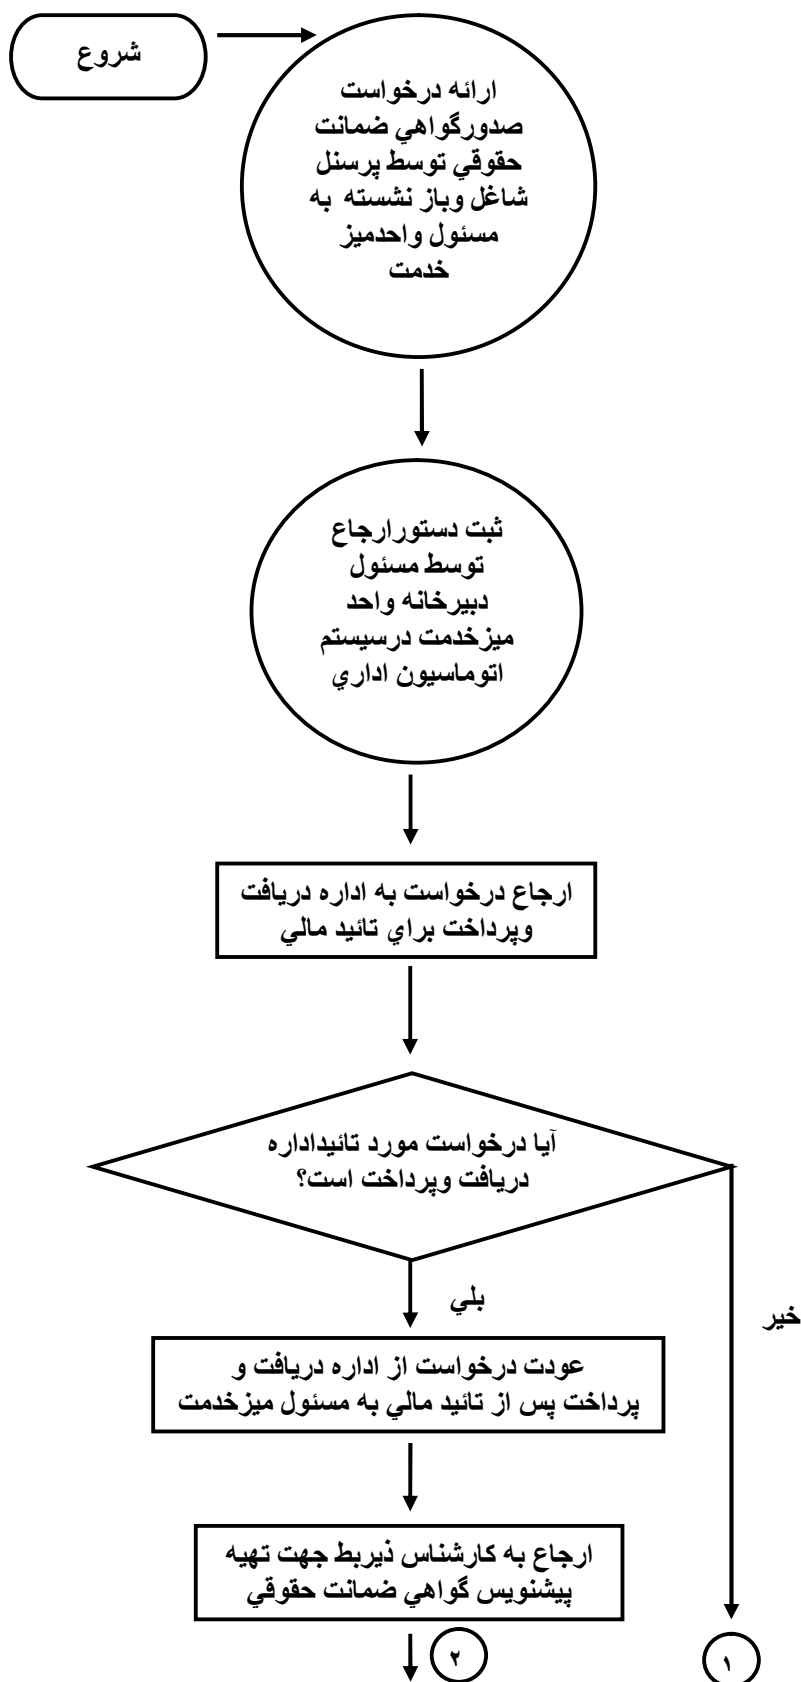 شروع
ارائه درخواست
صدورگواهي ضمانت
حقوقي توسط پرسنل
شاغل وباز نشسته به
مسئول واحدميز
خدمت
ثبت دستورارجاع
توسط مسئول
دبيرخانه واحد
ميزخدمت درسيستم
اتوماسيون اداري
ارجاع درخواست به اداره دريافت
وپرداخت براي تائيد مالي
آيا درخواست مورد تائيداداره
دريافت وپرداخت است؟
بلي
خير
عودت درخواست از اداره دريافت و
پرداخت پس از تائيد مالي به مسئول ميزخدمت
ارجاع به كارشناس ذيربط جهت تهيه
پيشنويس گواهي ضمانت حقوقي
۲
۱